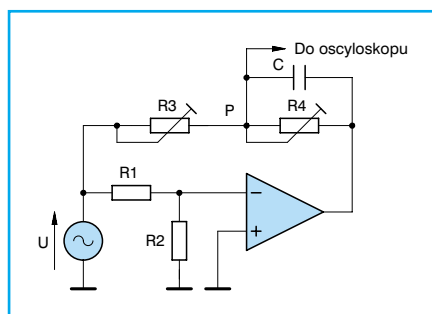 Do oscyloskopu
C
R3
P
R4
R1
R2
U
−
+